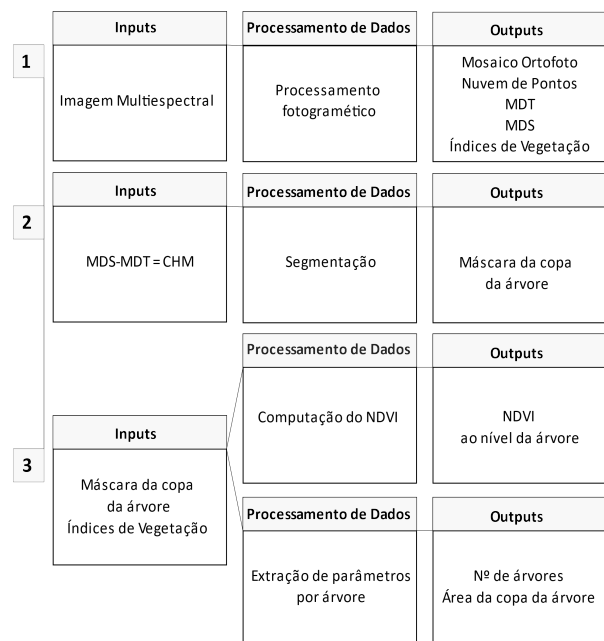 Inputs
Processamento de Dados
Outputs
1
Imagem Multiespectral
Processamento
fotogramético
Mosaico Ortofoto
Nuvem de Pontos
MDT
MDS
Índices de Vegetação
Inputs
Processamento de Dados
Outputs
2
MDS-MDT = CHM
Segmentação
Máscara da copa
da árvore
Processamento de Dados
Outputs
Computação do NDVI
NDVI
ao nível da árvore
Inputs
3
Máscara da copa
da árvore
Índices de Vegetação
Processamento de Dados
Outputs
Extração de parâmetros
por árvore
Nº de árvores
Área da copa da árvore